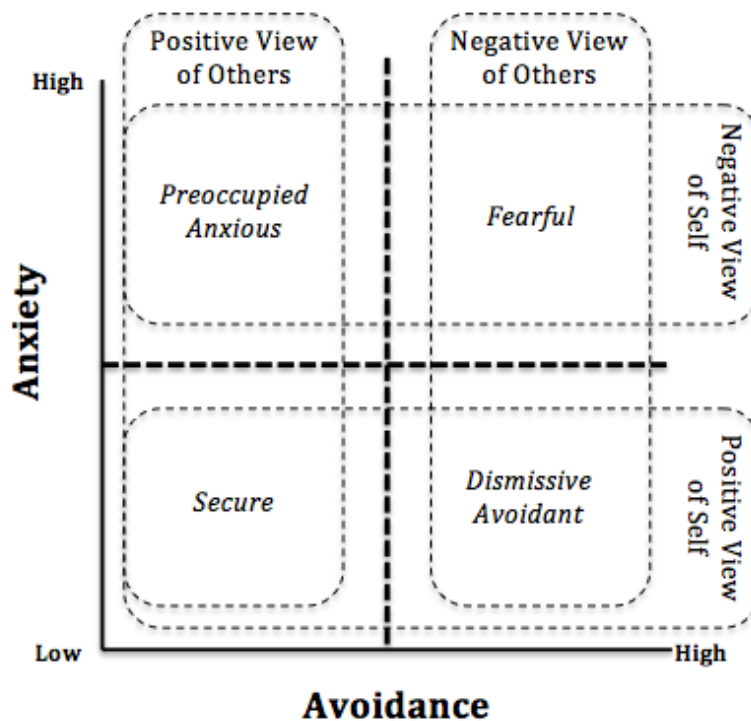 Positive View
of Others
Negative View
of Others
High
Preoccupied
Anxious
Fearful
Negative View
of Self
Anxiety
Secure
Dismissive
Avoidant
Positive View
of Self
Low
High
Avoidance